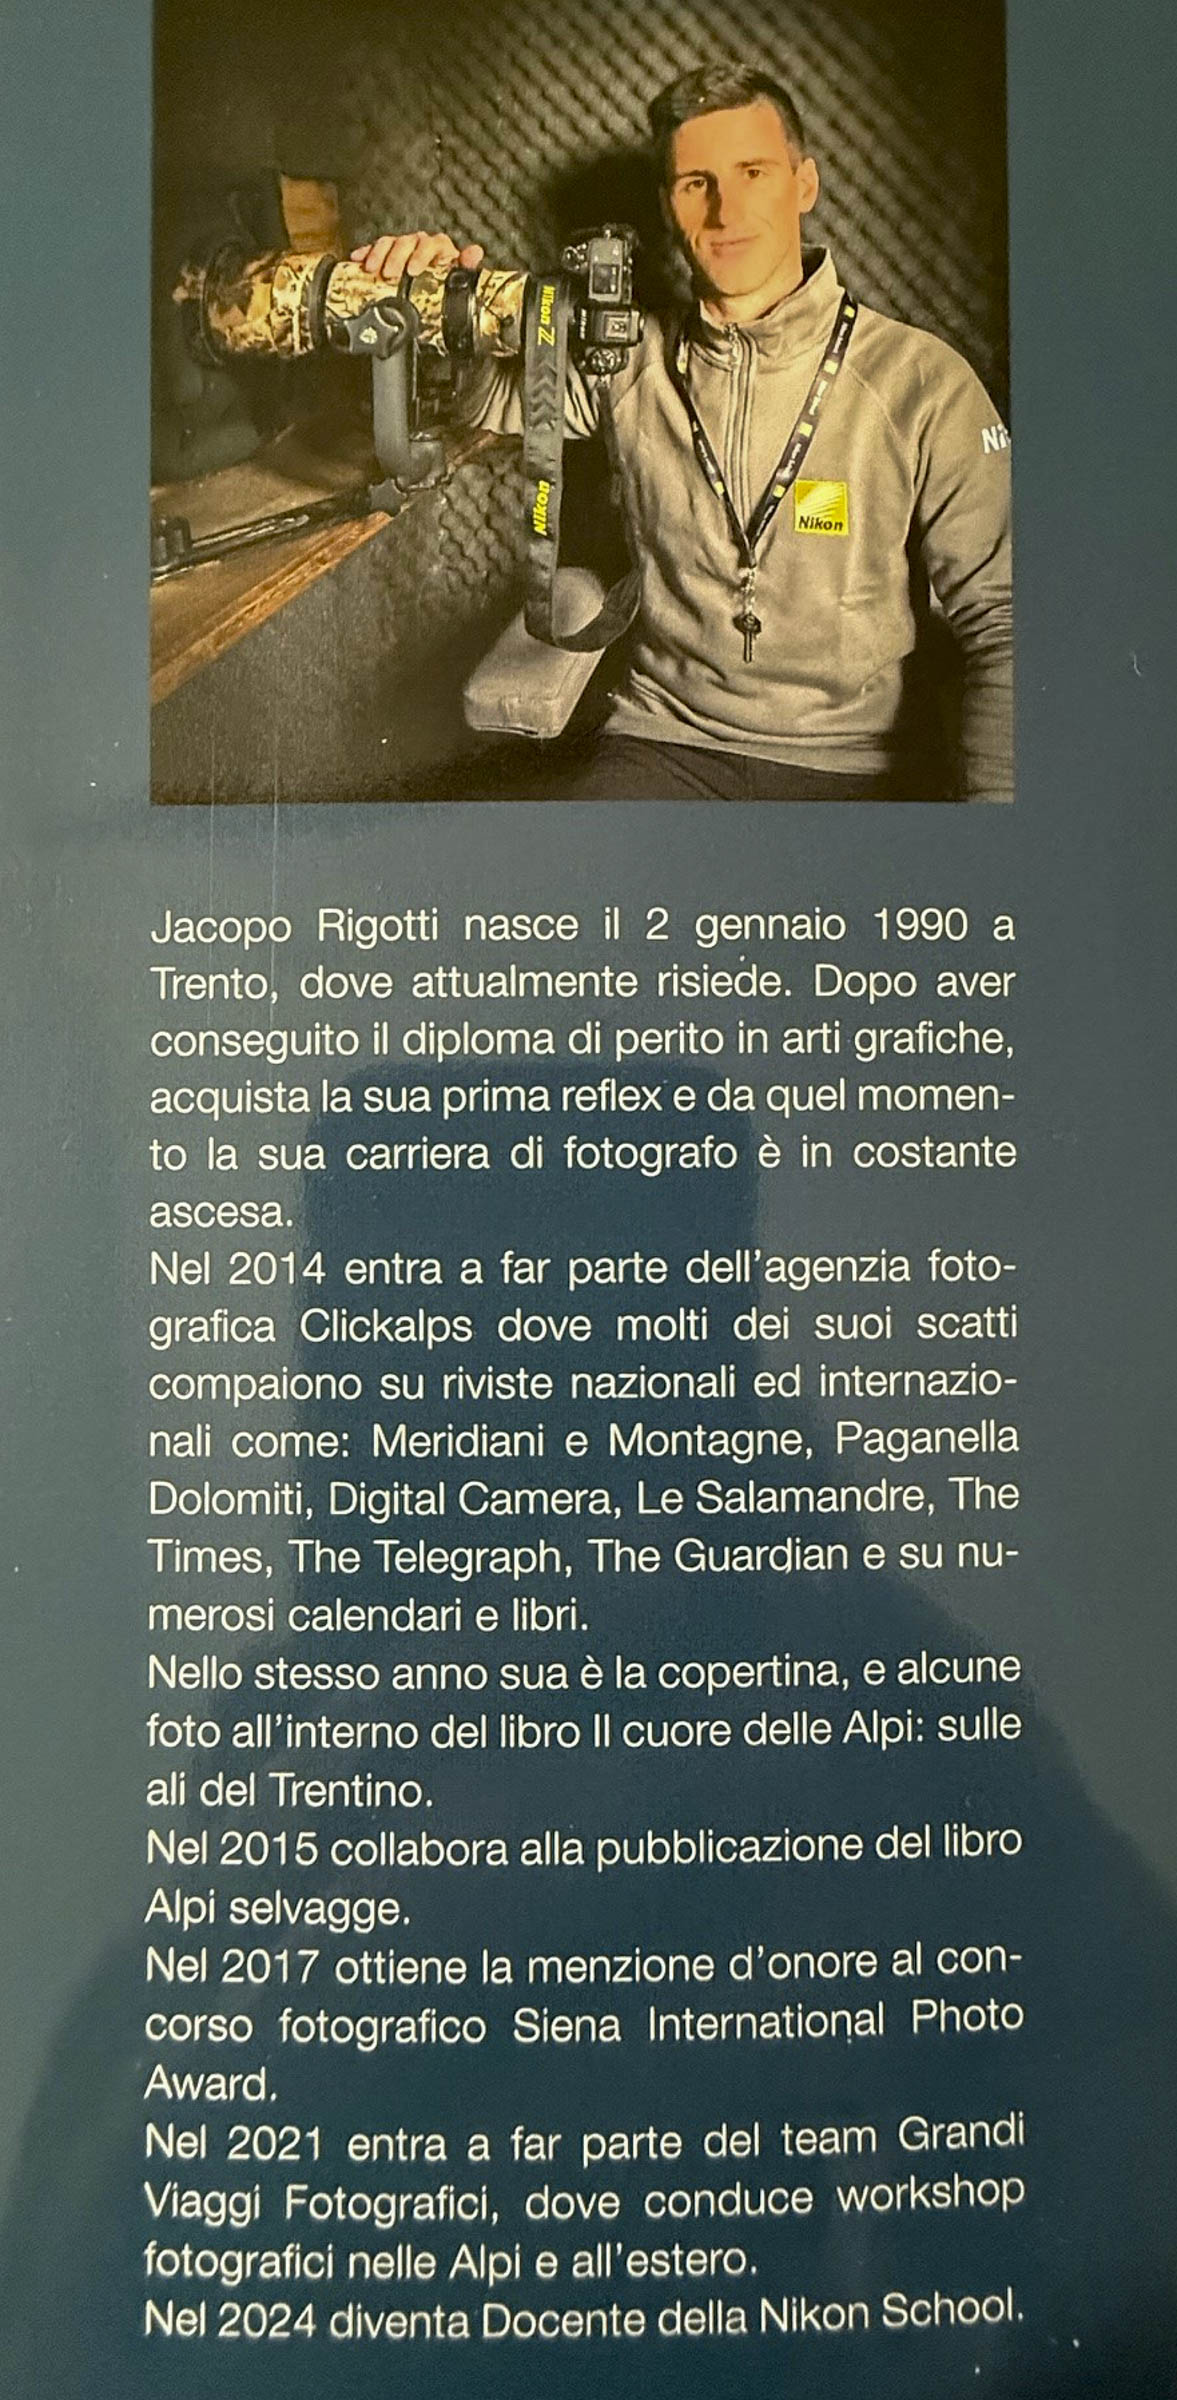 Nikon Z
Nikon
Nikon
Ni
Jacopo Rigotti nasce il 2 gennaio 1990 a
Trento, dove attualmente risiede. Dopo aver
conseguito il diploma di perito in arti grafiche,
acquista la sua prima reflex e da quel momen-
to la sua carriera di fotografo è in costante
ascesa.
Nel 2014 entra a far parte dell'agenzia foto-
grafica Clickalps dove molti dei suoi scatti
compaiono su riviste nazionali ed internazio-
nali come: Meridiani e Montagne, Paganella
Dolomiti, Digital Camera, Le Salamandre, The
Times, The Telegraph, The Guardian e su nu-
merosi calendari e libri.
Nello stesso anno sua è la copertina, e alcune
foto all'interno del libro Il cuore delle Alpi: sulle
ali del Trentino.
Nel 2015 collabora alla pubblicazione del libro
Alpi selvagge.
Nel 2017 ottiene la menzione d'onore al con-
corso fotografico Siena International Photo
Award.
Nel 2021 entra a far parte del team Grandi
Viaggi Fotografici, dove conduce workshop
fotografici nelle Alpi e all'estero.
Nel 2024 diventa Docente della Nikon School.